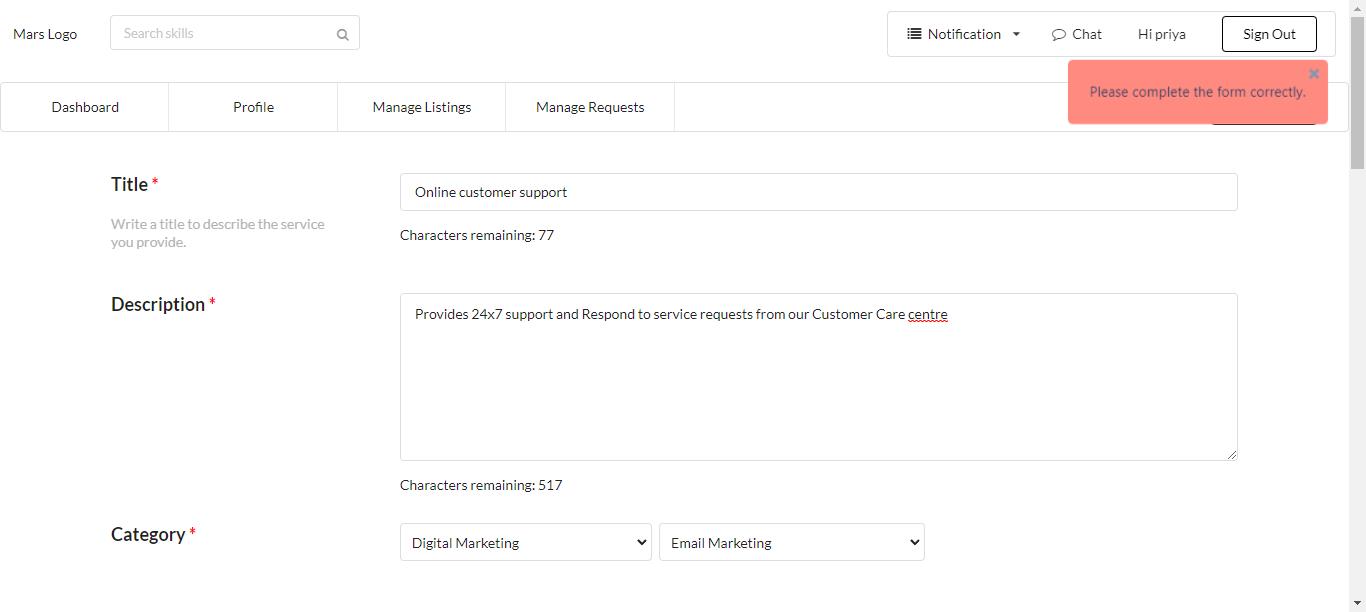 Mars Logo
Search skills
Notification
Chat
Hi priya
Sign Out
Please complete the form correctly.
Dashboard
Profile
Manage Listings
Manage Requests
Title *
Online customer support
Write a title to describe the service
you provide.
Characters remaining: 77
Description *
Provides 24x7 support and Respond to service requests from our Customer Care centre
Characters remaining: 517
Category *
Digital Marketing
Email Marketing